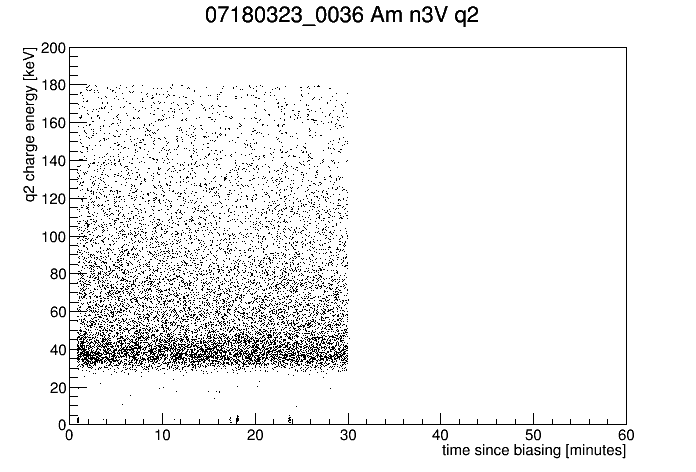 07180323_0036 Am n3V q2
q2 charge energy [keV]
200
180
160
140
120
100
80
60
40
20
0
0 10 20 30 40 50 60
time since biasing [minutes]